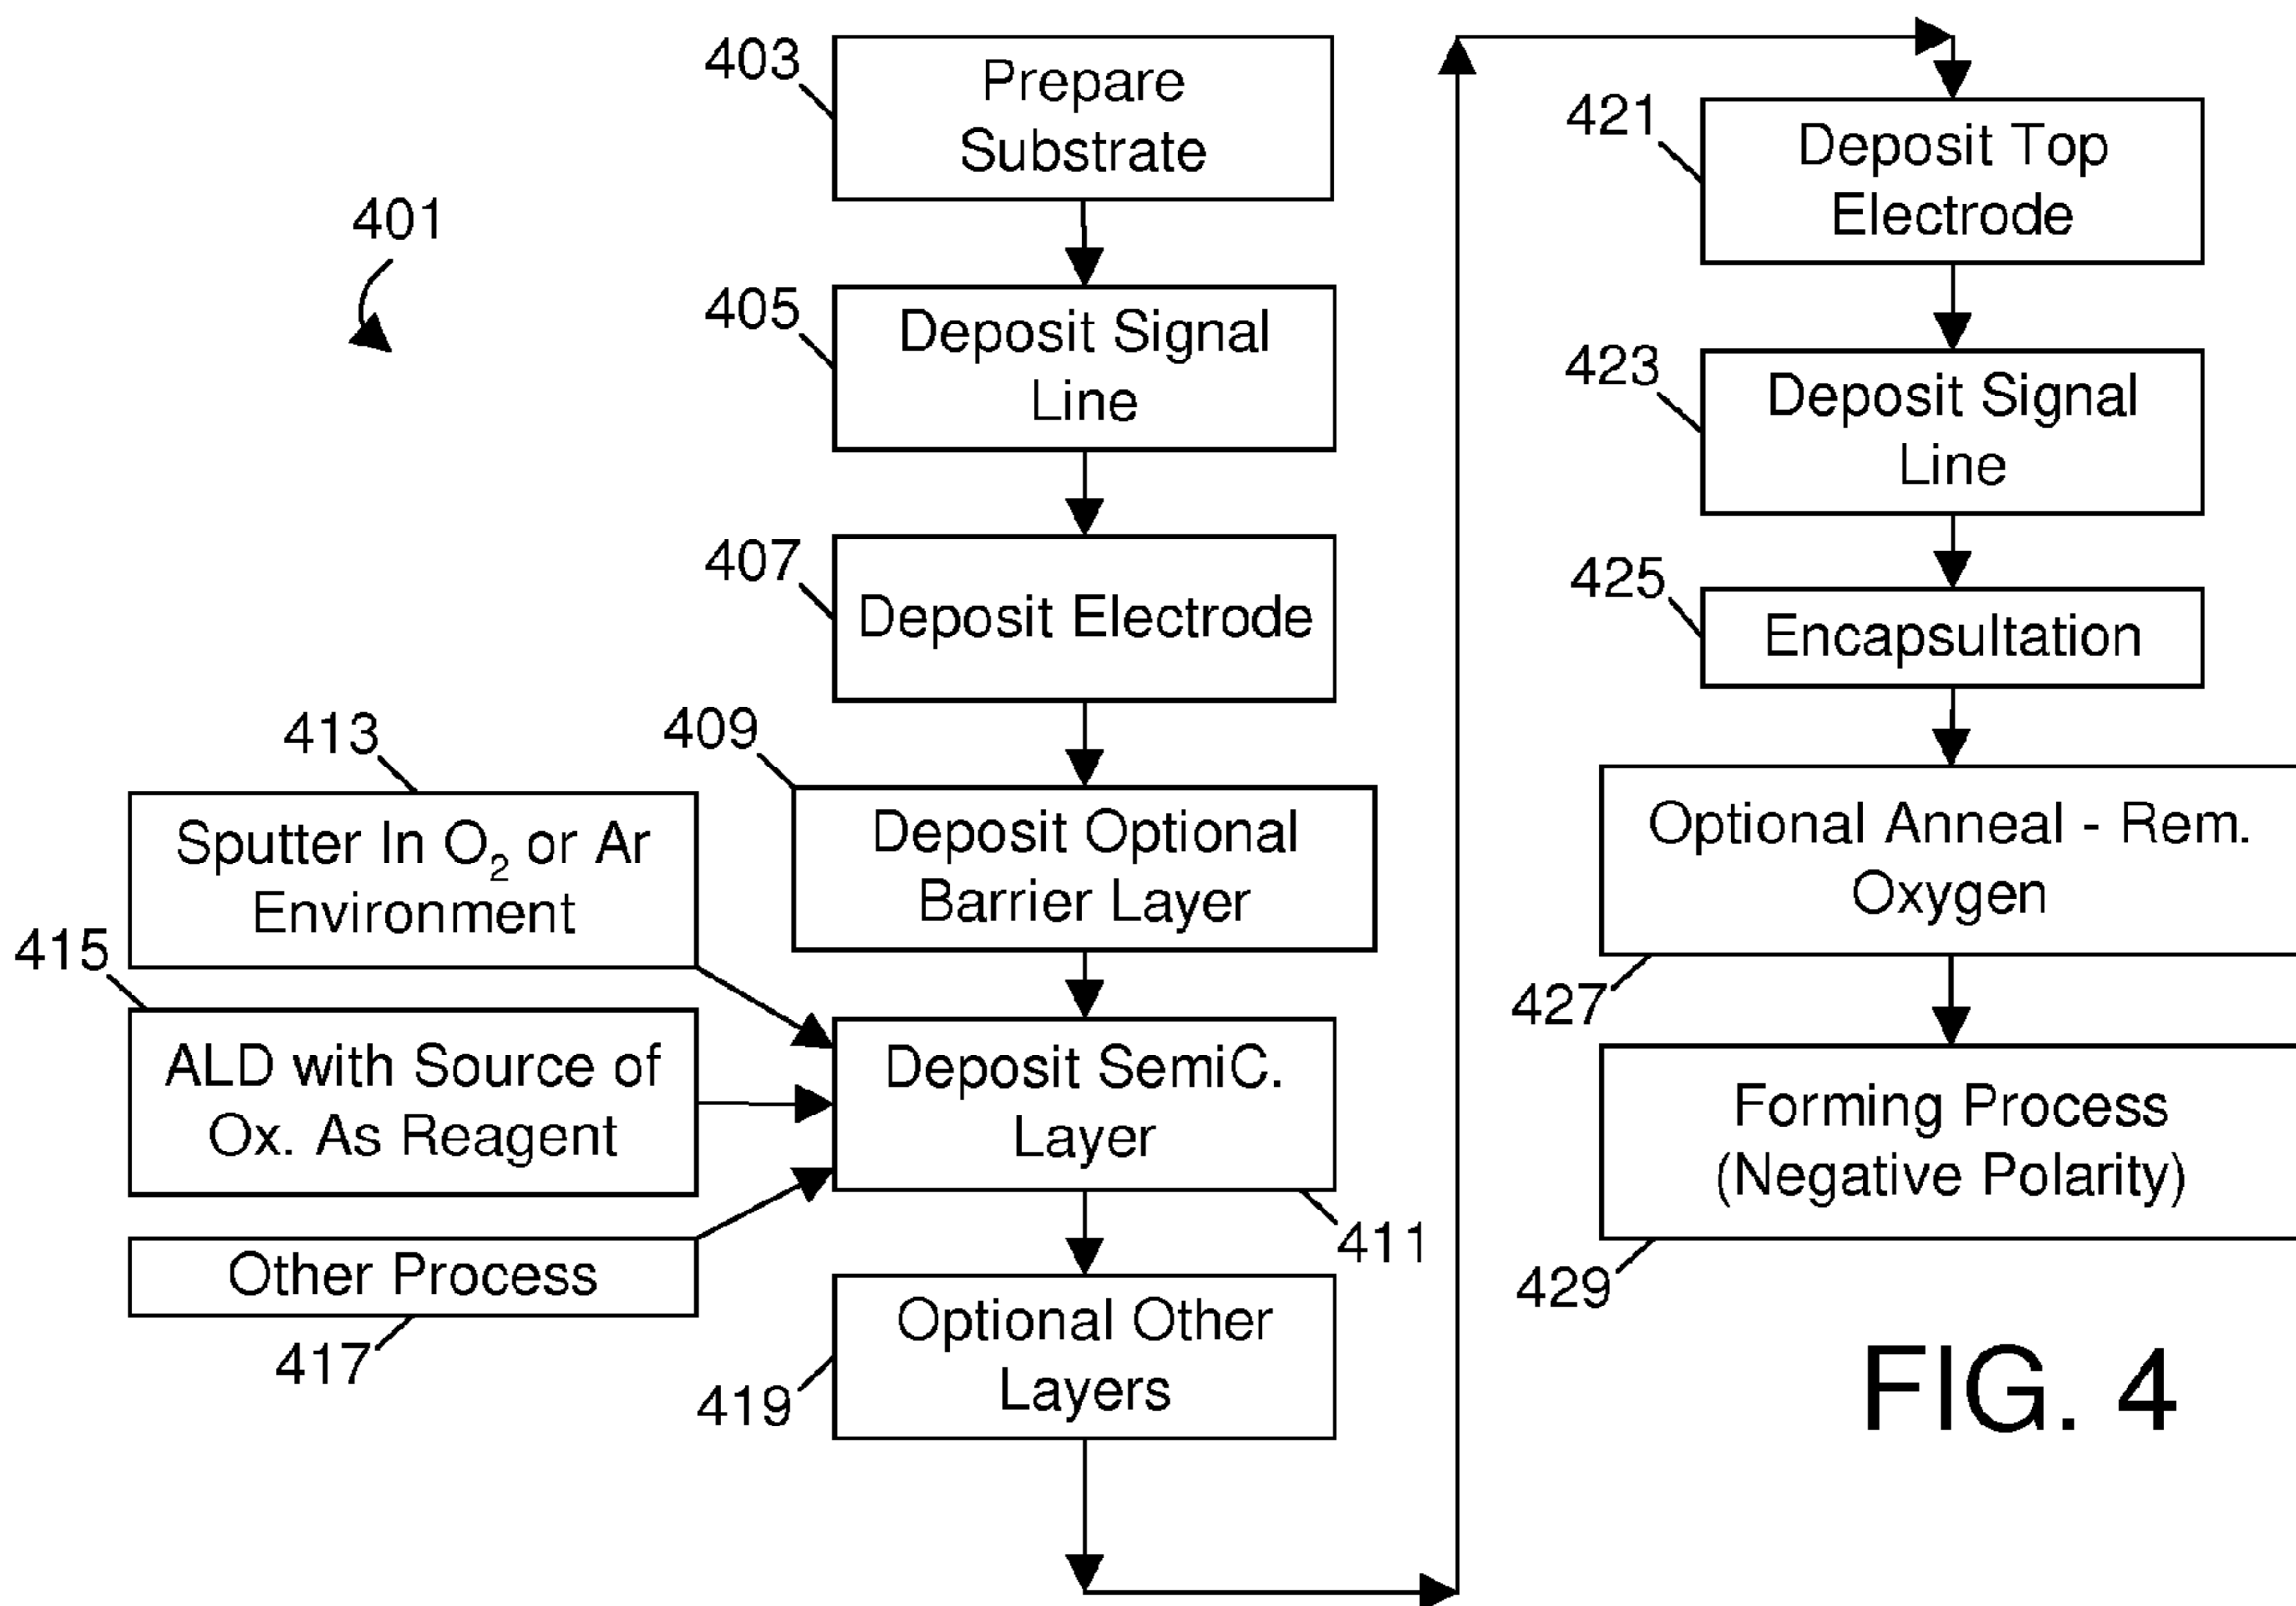 401
403
Prepare
Substrate
405
Deposit Signal
Line
407
Deposit Electrode
409
Deposit Optional
Barrier Layer
413
Sputter In O₂ or Ar
Environment
415
ALD with Source of
Ox. As Reagent
Other Process
417
Deposit SemiC.
Layer
411
Optional Other
Layers
419
421
Deposit Top
Electrode
423
Deposit Signal
Line
425
Encapsultation
Optional Anneal - Rem.
Oxygen
427
Forming Process
(Negative Polarity)
429
FIG. 4